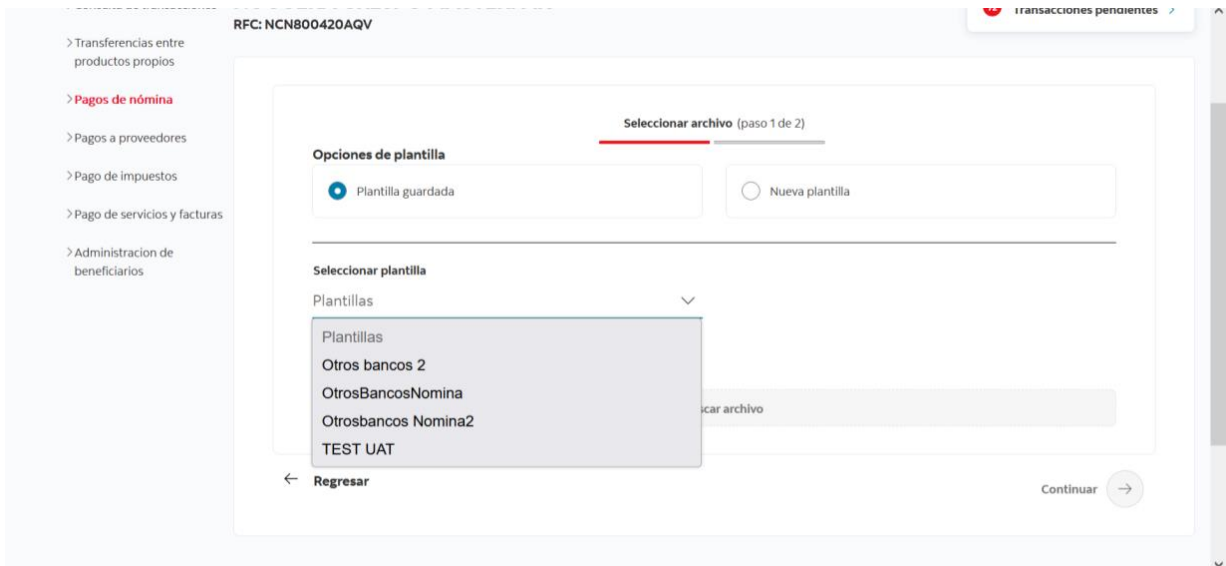 RFC: NCN800420AQV
Transacciones pendientes
Transferencias entre
productos propios
Pagos de nómina
Pagos a proveedores
Pago de impuestos
Pago de servicios y facturas
Administracion de
beneficiarios
Seleccionar archivo (paso 1 de 2)
Opciones de plantilla
Plantilla guardada
Nueva plantilla
Seleccionar plantilla
Plantillas
Plantillas
Otros bancos 2
OtrosBancosNomina
Otrosbancos Nomina2
TEST UAT
archivo
Regresar
Continuar